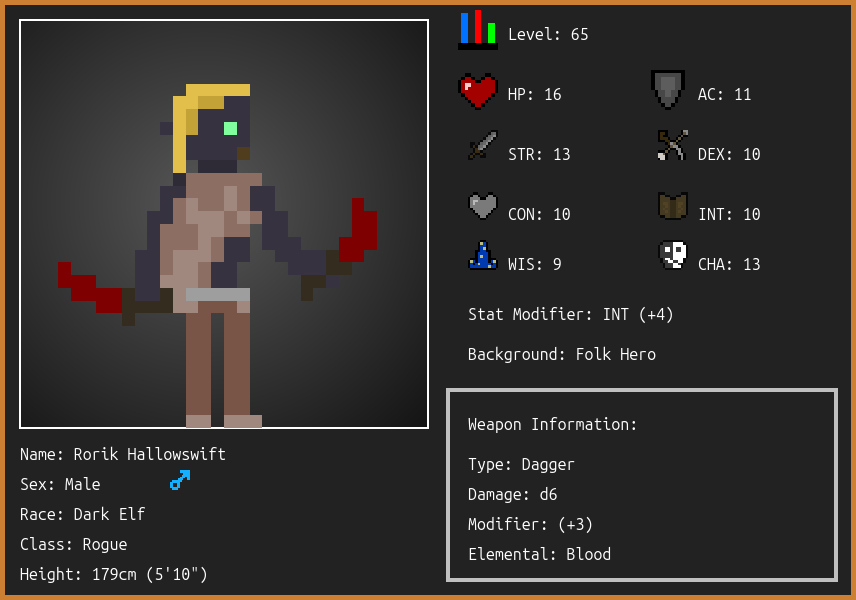 Level: 65
HP: 16
AC: 11
STR: 13
DEX: 10
CON: 10
INT: 10
WIS: 9
CHA: 13
Stat Modifier: INT (+4)
Background: Folk Hero
Weapon Information:
Type: Dagger
Damage: d6
Modifier: (+3)
Elemental: Blood
Name: Rorik Hallowswift
Sex: Male
Race: Dark Elf
Class: Rogue
Height: 179cm (5'10")